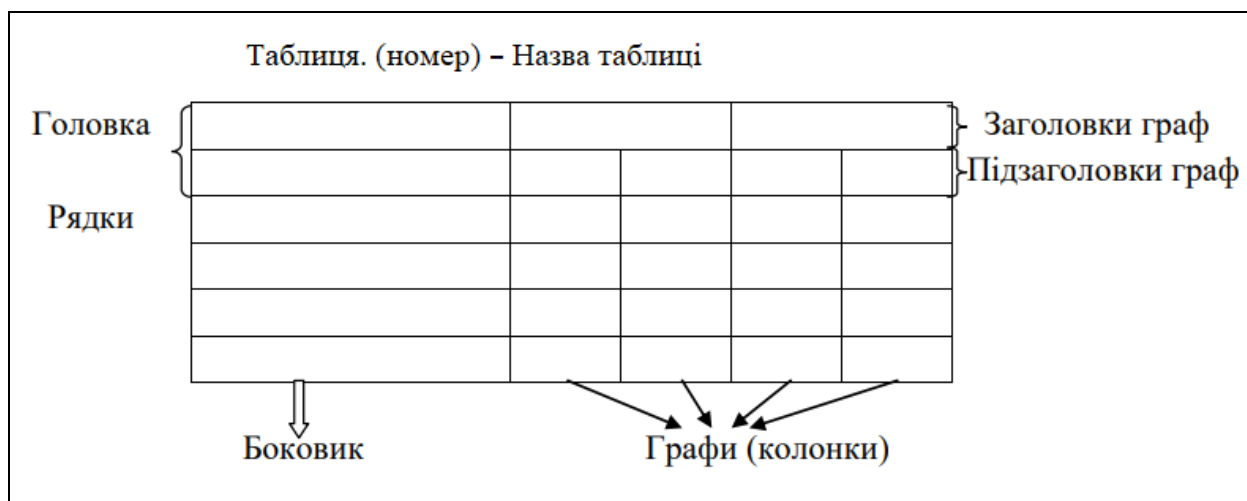 Таблиця. (номер) – Назва таблиці
Головка
Заголовки граф
Підзаголовки граф
Рядки
Боковик
Графи (колонки)